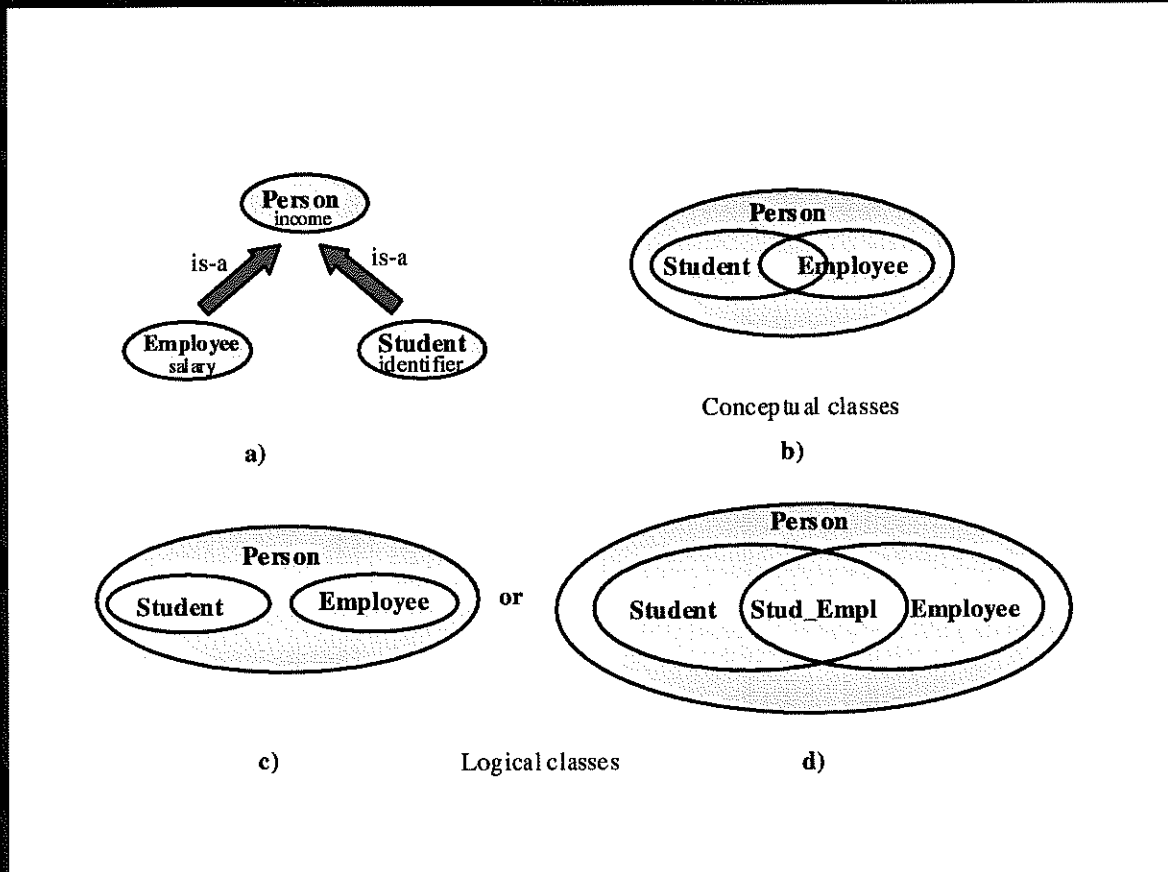 Person
income
is-a
is-a
Employee
salary
Student
identifier
a)
Person
Student
Employee
Conceptual classes
b)
Person
Student
Employee
or
Person
Student
Stud_Empl
Employee
c)
Logical classes
d)